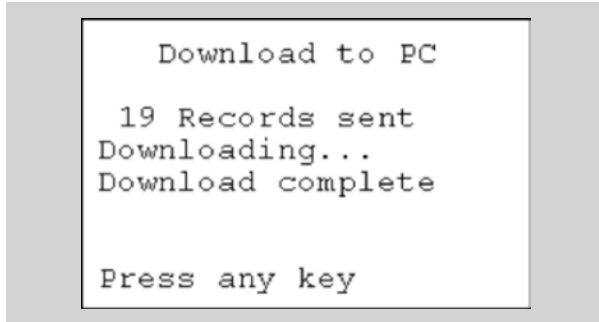 Download to PC
19 Records sent
Downloading...
Download complete
Press any key